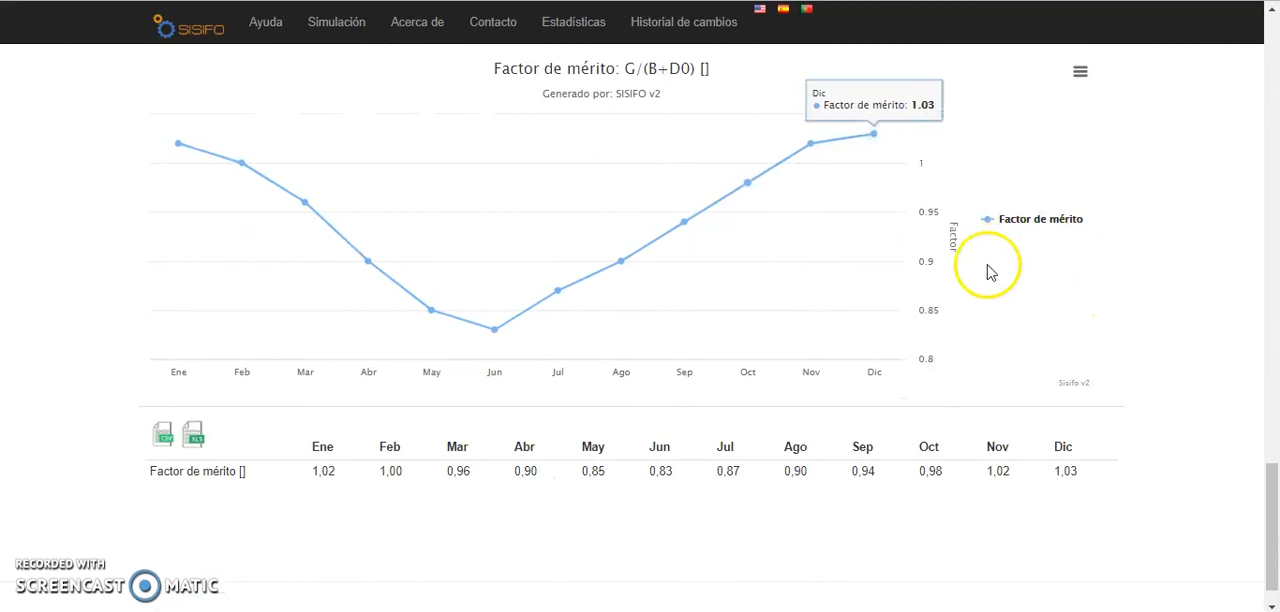 SISIFO Ayuda Simulación Acerca de Contacto Estadísticas Historial de cambios
Factor de mérito: G/(B+D0) []
Generado por: SISIFO v2
Dic
Factor de mérito: 1.03
1
0.95
0.9
0.85
0.8
Factor
Factor de mérito
Ene Feb Mar Abr May Jun Jul Ago Sep Oct Nov Dic
Sisifo v2
CSV XLS
Ene Feb Mar Abr May Jun Jul Ago Sep Oct Nov Dic
Factor de mérito [] 1,02 1,00 0,96 0,90 0,85 0,83 0,87 0,90 0,94 0,98 1,02 1,03
RECORDED WITH
SCREENCAST MATIC